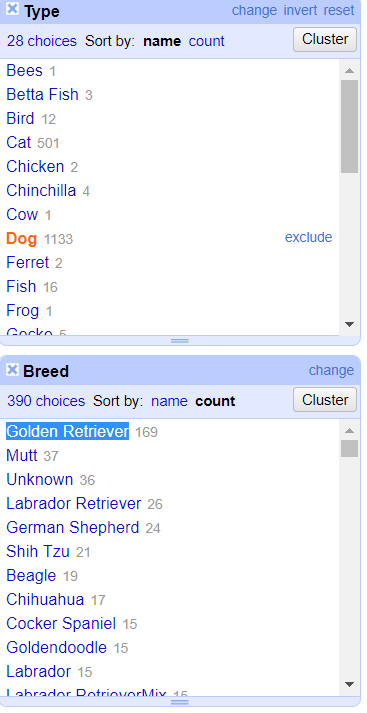 Type change invert reset
28 choices Sort by: name count Cluster
Bees 1
Betta Fish 3
Bird 12
Cat 501
Chicken 2
Chinchilla 4
Cow 1
Dog 1133 exclude
Ferret 2
Fish 16
Frog 1
Gecko 5
Breed change
390 choices Sort by: name count Cluster
Golden Retriever 169
Mutt 37
Unknown 36
Labrador Retriever 26
German Shepherd 24
Shih Tzu 21
Beagle 19
Chihuahua 17
Cocker Spaniel 15
Goldendoodle 15
Labrador 15
Labrador RetrieverMix 15